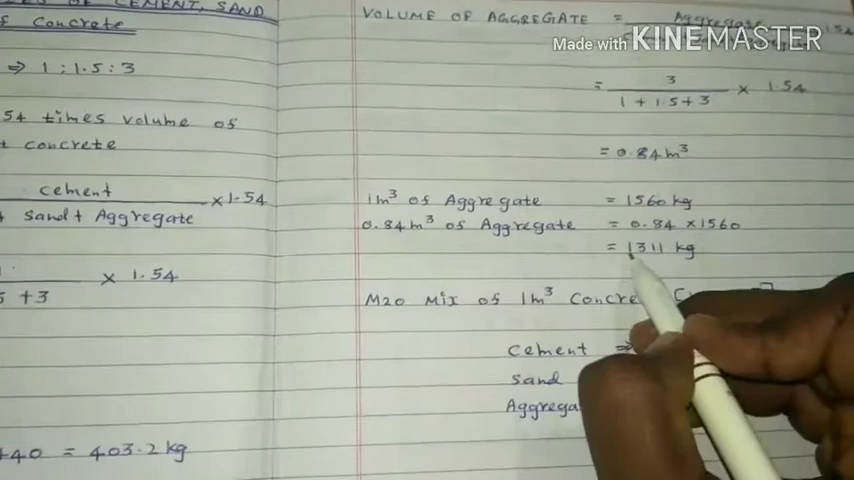 OF CEMENT, SAND
f Concrete
⇒ 1 : 1.5 : 3
54 times volume of
t concrete
cement
sand + Aggregate × 1.54
5 + 3 × 1.54
40 = 403.2 kg
VOLUME OF AGGREGATE = Aggregate
Made with KINEMASTER
= 3 / 1 + 1.5 + 3 × 1.54
= 0.84 m³
1m³ of Aggregate = 1560 kg
0.84 m³ of Aggregate = 0.84 × 1560
= 1311 kg
M20 Mix of 1m³ Concre
cement ⇒
sand
Aggrega